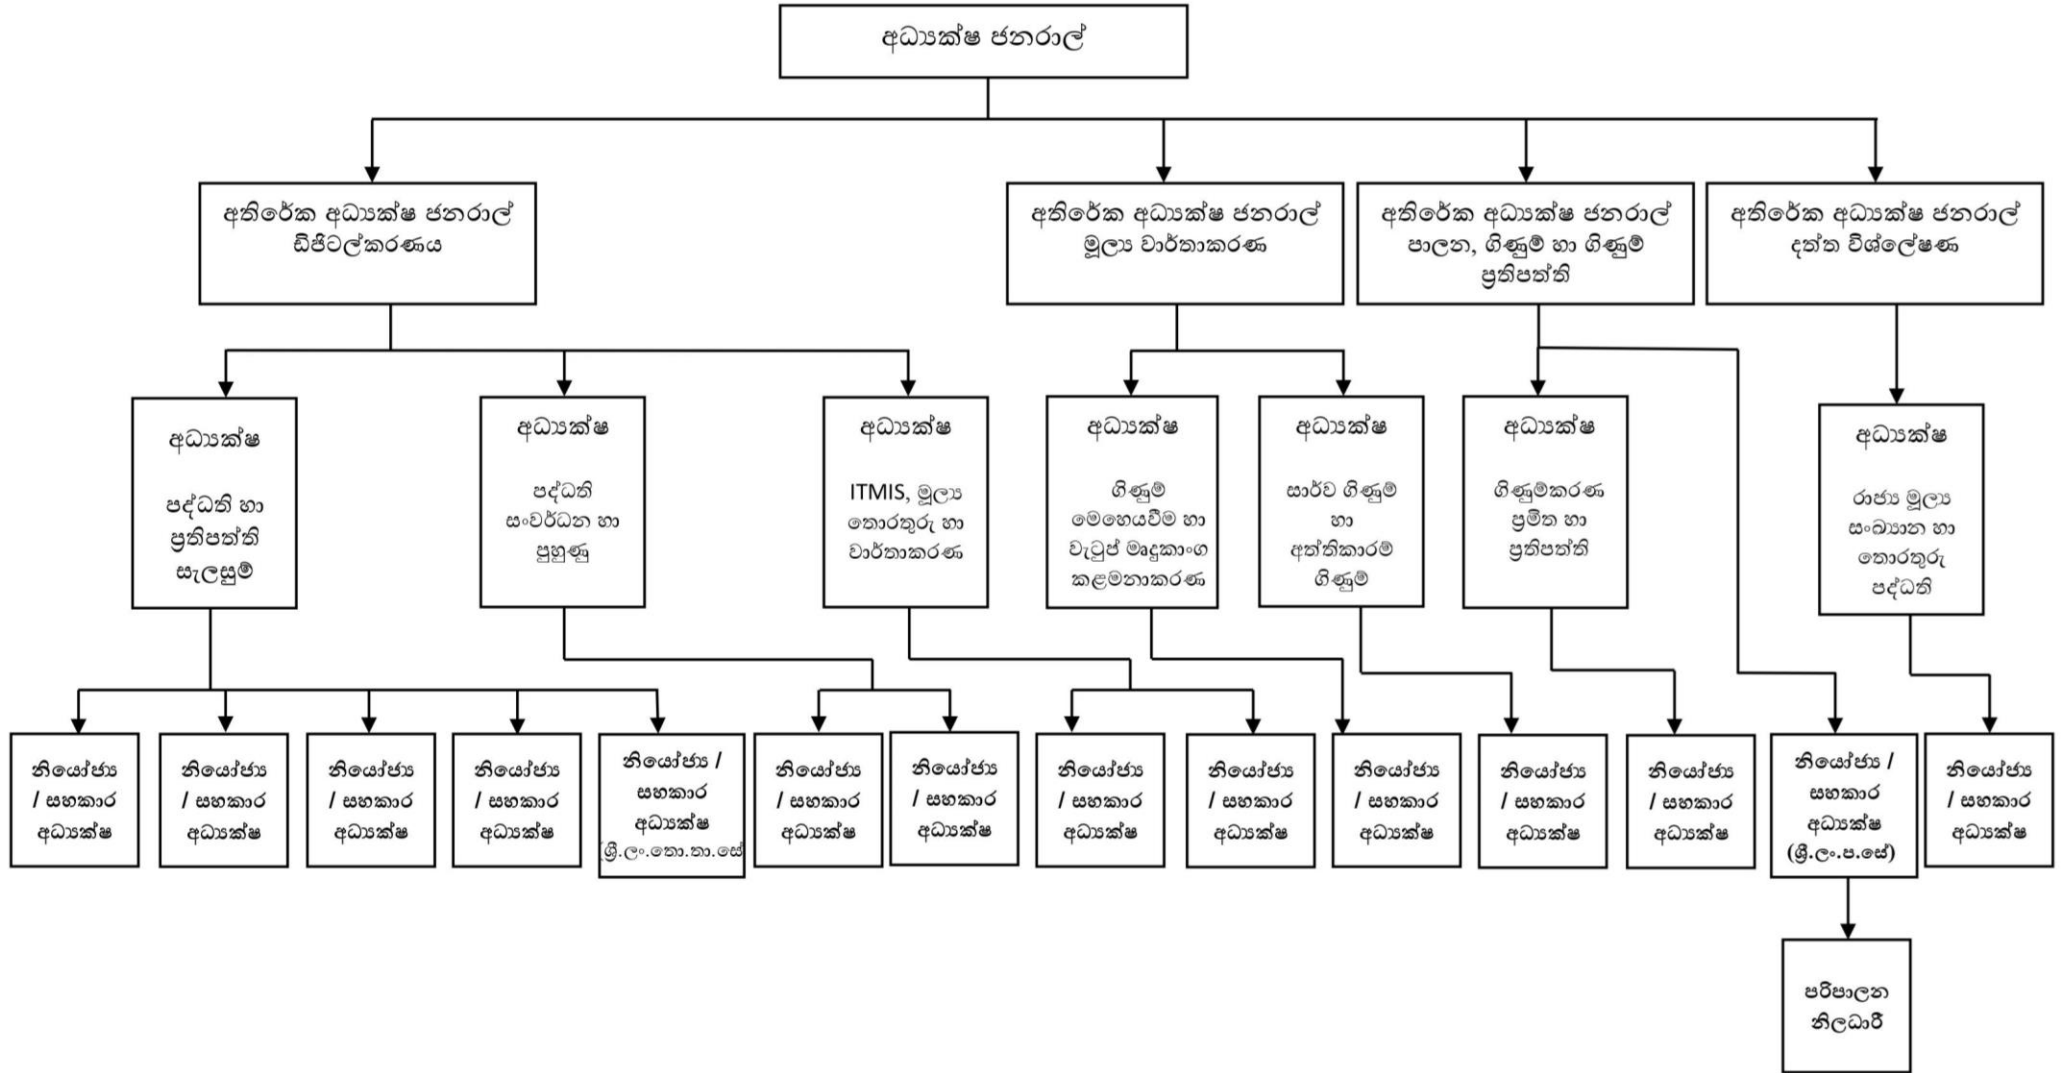 අධ්‍යක්ෂ ජනරාල්
අතිරේක අධ්‍යක්ෂ ජනරාල්
ඩිජිටල්කරණය
අතිරේක අධ්‍යක්ෂ ජනරාල්
මූල්‍ය වාර්තාකරණ
අතිරේක අධ්‍යක්ෂ ජනරාල්
පාලන, ගිණුම් හා ගිණුම්
ප්‍රතිපත්ති
අතිරේක අධ්‍යක්ෂ ජනරාල්
දත්ත විශ්ලේෂණ
අධ්‍යක්ෂ
පද්ධති හා
ප්‍රතිපත්ති
සැලසුම්
අධ්‍යක්ෂ
පද්ධති
සංවර්ධන හා
පුහුණු
අධ්‍යක්ෂ
ITMIS, මූල්‍ය
තොරතුරු හා
වාර්තාකරණ
අධ්‍යක්ෂ
ගිණුම්
මෙහෙයවීම හා
වැටුප් මෘදුකාංග
කළමනාකරණ
අධ්‍යක්ෂ
සාර්ව ගිණුම්
හා
අත්තිකාරම්
ගිණුම්
අධ්‍යක්ෂ
ගිණුම්කරණ
ප්‍රමිත හා
ප්‍රතිපත්ති
අධ්‍යක්ෂ
රාජ්‍ය මූල්‍ය
සංඛ්‍යාන හා
තොරතුරු
පද්ධති
නියෝජ්‍ය
/ සහකාර
අධ්‍යක්ෂ
නියෝජ්‍ය
/ සහකාර
අධ්‍යක්ෂ
නියෝජ්‍ය
/ සහකාර
අධ්‍යක්ෂ
නියෝජ්‍ය
/ සහකාර
අධ්‍යක්ෂ
නියෝජ්‍ය /
සහකාර
අධ්‍යක්ෂ
(ශ්‍රී.ලං.තො.තා.සේ
නියෝජ්‍ය
/ සහකාර
අධ්‍යක්ෂ
නියෝජ්‍ය
/ සහකාර
අධ්‍යක්ෂ
නියෝජ්‍ය
/ සහකාර
අධ්‍යක්ෂ
නියෝජ්‍ය
/ සහකාර
අධ්‍යක්ෂ
නියෝජ්‍ය
/ සහකාර
අධ්‍යක්ෂ
නියෝජ්‍ය
/ සහකාර
අධ්‍යක්ෂ
නියෝජ්‍ය
/ සහකාර
අධ්‍යක්ෂ
නියෝජ්‍ය /
සහකාර
අධ්‍යක්ෂ
(ශ්‍රී.ලං.ප.සේ)
නියෝජ්‍ය
/ සහකාර
අධ්‍යක්ෂ
පරිපාලන
නිලධාරී